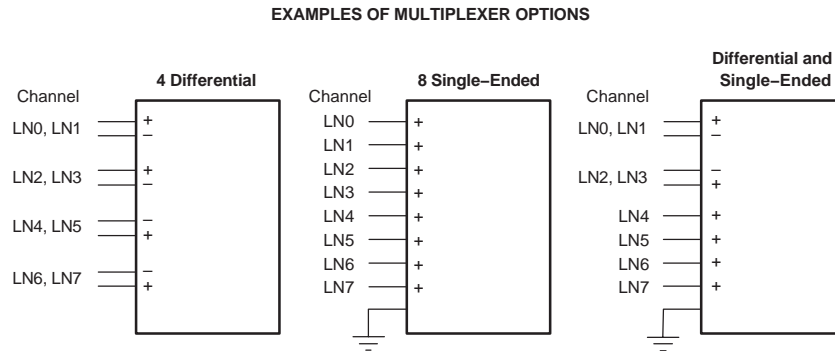 EXAMPLES OF MULTIPLEXER OPTIONS
4 Differential
Channel
LN0, LN1
+
−
LN2, LN3
+
−
LN4, LN5
−
+
LN6, LN7
−
+
8 Single−Ended
Channel
LN0 +
LN1 +
LN2 +
LN3 +
LN4 +
LN5 +
LN6 +
LN7 +
Differential and
Single−Ended
Channel
LN0, LN1
+
−
LN2, LN3
−
+
LN4 +
LN5 +
LN6 +
LN7 +